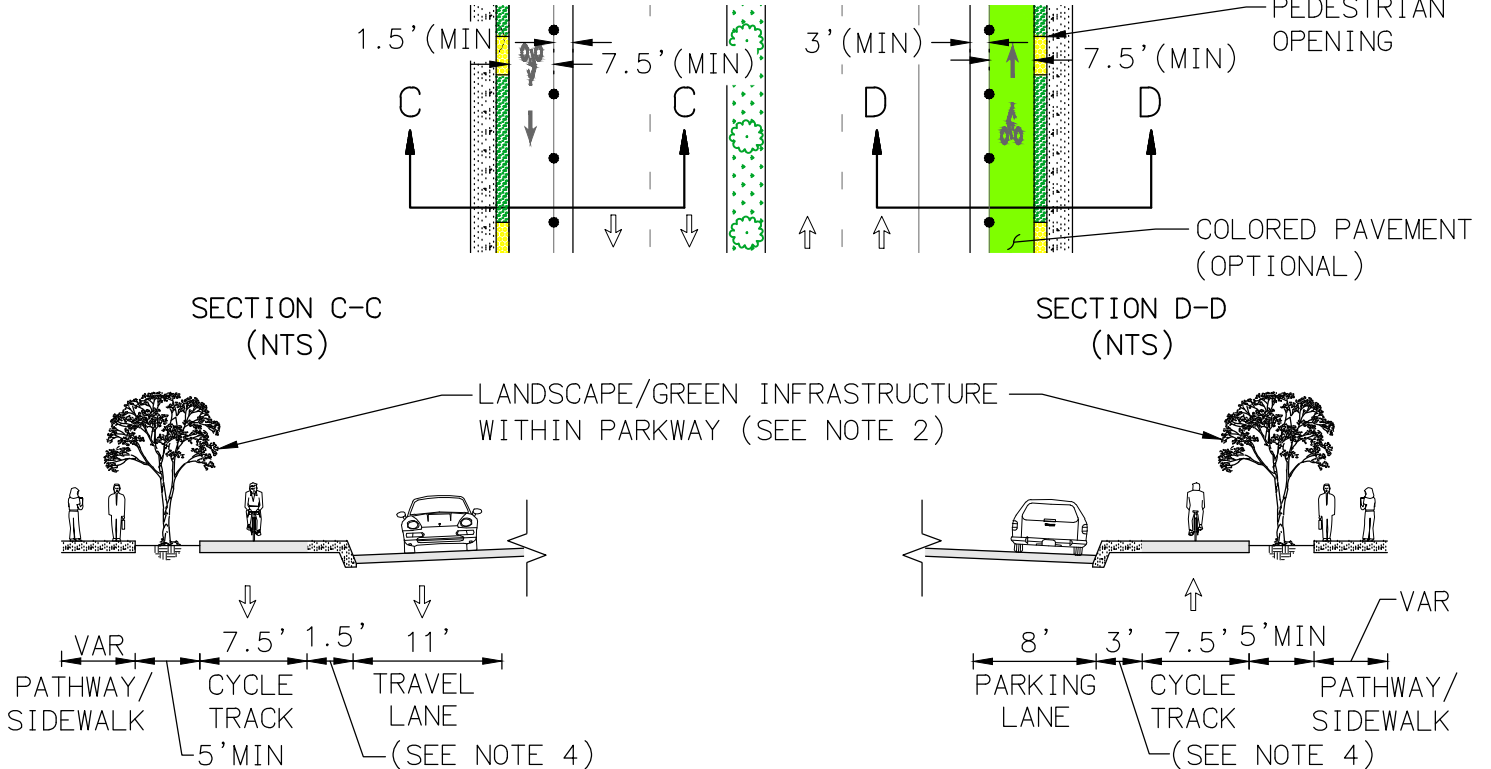 PEDESTRIAN
OPENING
1.5'(MIN
7.5'(MIN)
3'(MIN)
7.5'(MIN)
C
C
D
D
COLORED PAVEMENT
(OPTIONAL)
SECTION C-C
(NTS)
SECTION D-D
(NTS)
LANDSCAPE/GREEN INFRASTRUCTURE
WITHIN PARKWAY (SEE NOTE 2)
VAR
7.5'
1.5'
11'
PATHWAY/
SIDEWALK
CYCLE
TRACK
TRAVEL
LANE
5'MIN
(SEE NOTE 4)
8'
3'
7.5'
5'MIN
VAR
PARKING
LANE
CYCLE
TRACK
PATHWAY/
SIDEWALK
(SEE NOTE 4)